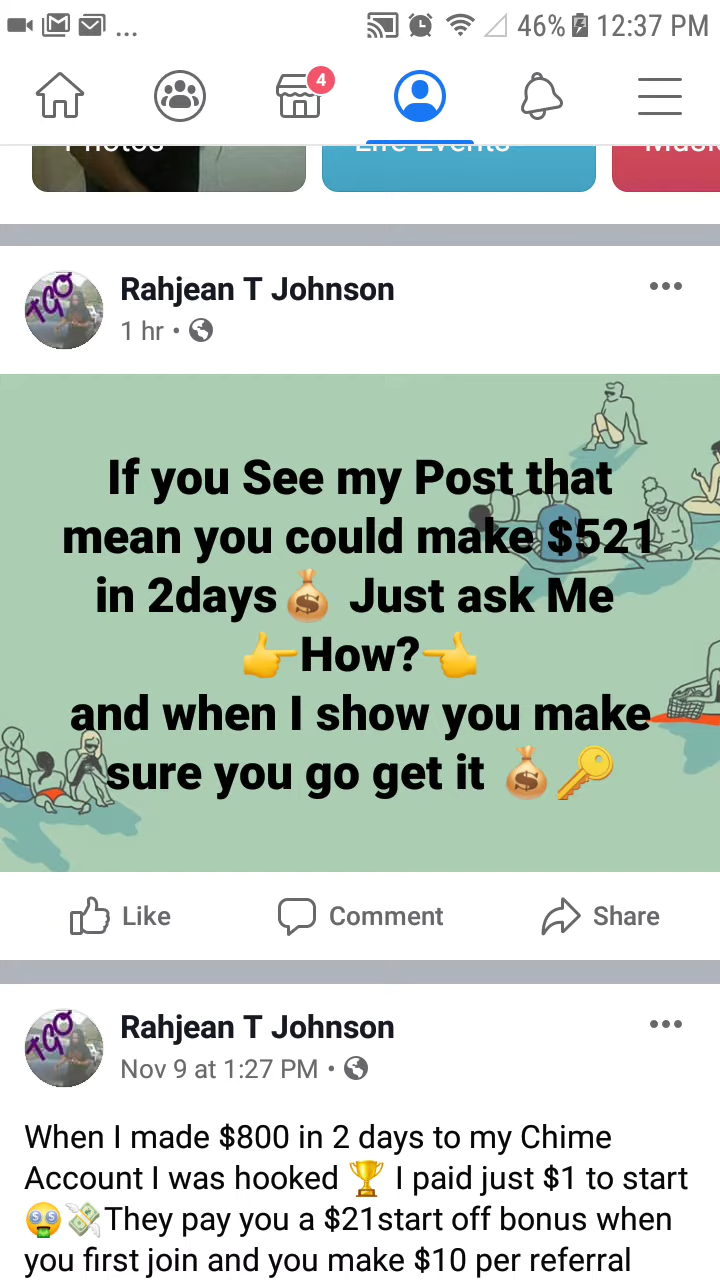 ... 46% 12:37 PM
4
Photos Life Events Music
Rahjean T Johnson
1 hr •
TGO
If you See my Post that
mean you could make $521
in 2days💰 Just ask Me
👉How?👈
and when I show you make
sure you go get it 💰🔑
Like Comment Share
Rahjean T Johnson
Nov 9 at 1:27 PM •
TGO
When I made $800 in 2 days to my Chime
Account I was hooked 🏆 I paid just $1 to start
🤑💸They pay you a $21start off bonus when
you first join and you make $10 per referral